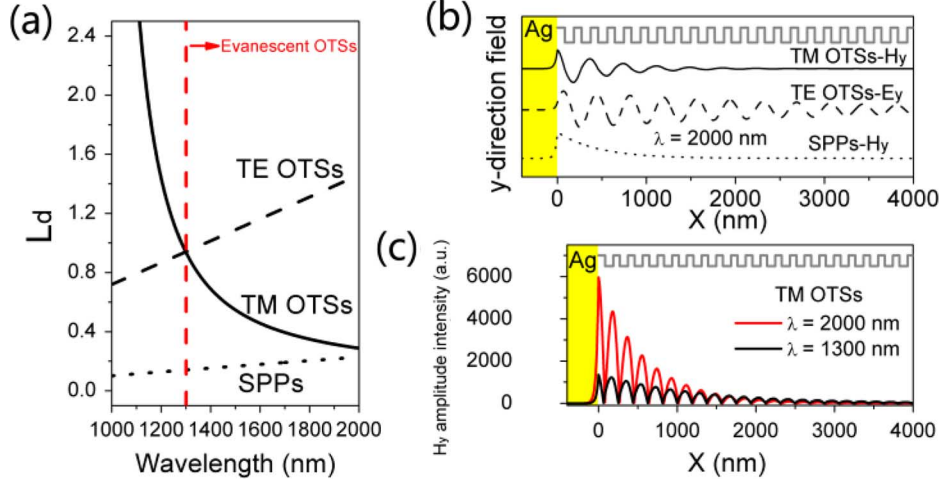 (a)
2.4
2.0
1.6
1.2
0.8
0.4
0.0
Ld
Evanescent OTSs
TE OTSs
TM OTSs
SPPs
1000 1200 1400 1600 1800 2000
Wavelength (nm)
(b)
y-direction field
Ag
TM OTSs-Hy
TE OTSs-Ey
λ = 2000 nm
SPPs-Hy
0 1000 2000 3000 4000
X (nm)
(c)
Hy amplitude intensity (a.u.)
6000
4000
2000
0
Ag
TM OTSs
λ = 2000 nm
λ = 1300 nm
0 1000 2000 3000 4000
X (nm)